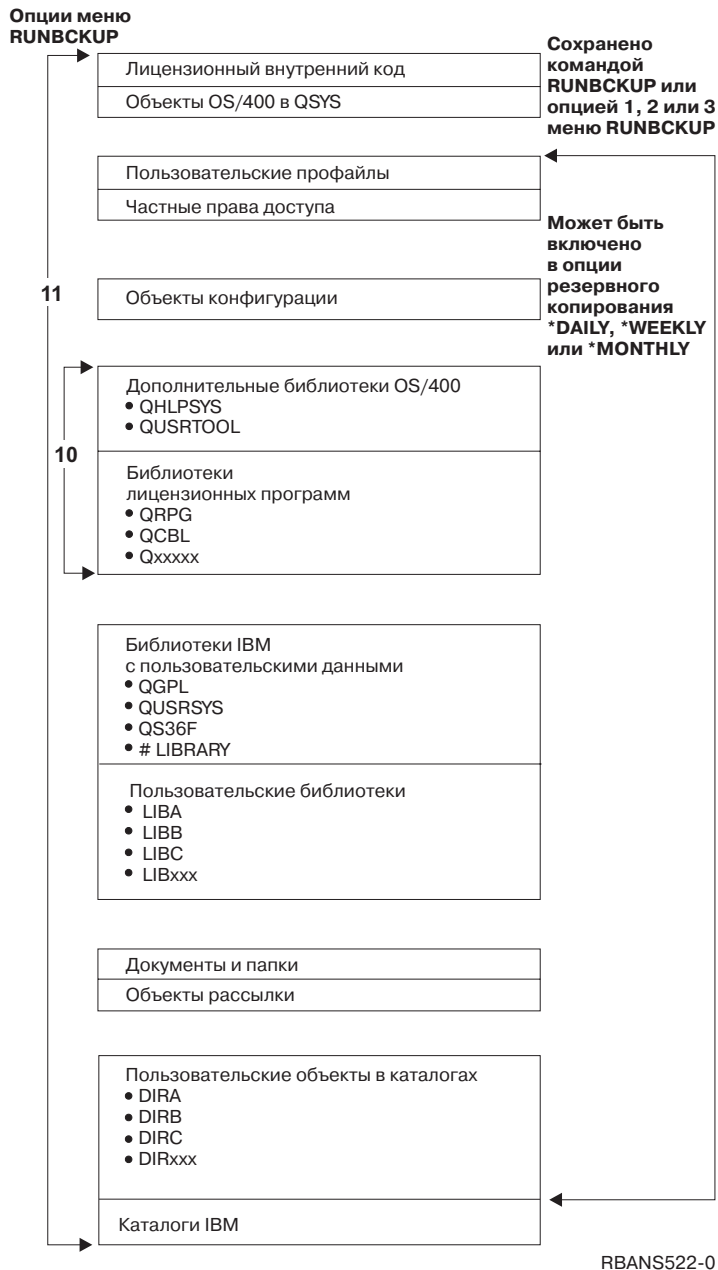 Опции меню
RUNBCKUP
Сохранено
командой
RUNBCKUP или
опцией 1, 2 или 3
меню RUNBCKUP
Лицензионный внутренний код
Объекты OS/400 в QSYS
Пользовательские профайлы
Частные права доступа
Может быть
включено
в опции
резервного
копирования
*DAILY, *WEEKLY
или *MONTHLY
11
Объекты конфигурации
Дополнительные библиотеки OS/400
• QHLPSYS
• QUSRTOOL
10
Библиотеки
лицензионных программ
• QRPG
• QCBL
• Qxxxxx
Библиотеки IBM
с пользовательскими данными
• QGPL
• QUSRSYS
• QS36F
• # LIBRARY
Пользовательские библиотеки
• LIBA
• LIBB
• LIBC
• LIBxxx
Документы и папки
Объекты рассылки
Пользовательские объекты в каталогах
• DIRA
• DIRB
• DIRC
• DIRxxx
Каталоги IBM
RBANS522-0